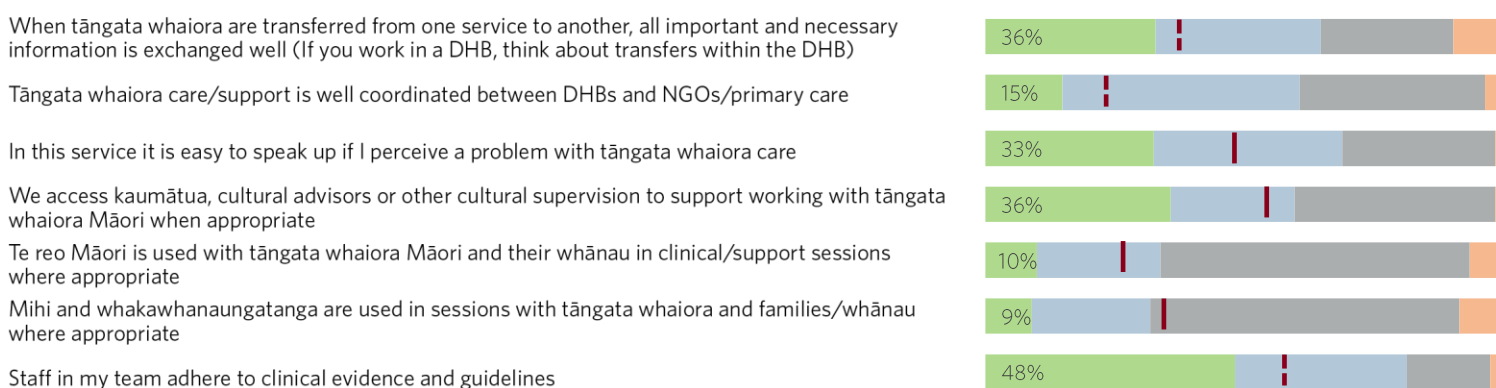 When tāngata whaiora are transferred from one service to another, all important and necessary
information is exchanged well (If you work in a DHB, think about transfers within the DHB)
36%
Tāngata whaiora care/support is well coordinated between DHBs and NGOs/primary care
15%
In this service it is easy to speak up if I perceive a problem with tāngata whaiora care
33%
We access kaumātua, cultural advisors or other cultural supervision to support working with tāngata
whaiora Māori when appropriate
36%
Te reo Māori is used with tāngata whaiora Māori and their whānau in clinical/support sessions
where appropriate
10%
Mihi and whakawhanaungatanga are used in sessions with tāngata whaiora and families/whānau
where appropriate
9%
Staff in my team adhere to clinical evidence and guidelines
48%